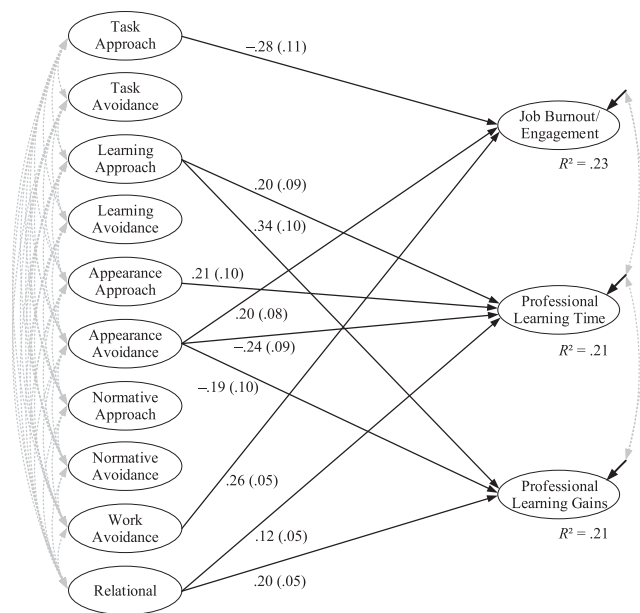 Task
Approach
−.28 (.11)
Task
Avoidance
Job Burnout/
Engagement
R² = .23
Learning
Approach
.20 (.09)
.34 (.10)
Learning
Avoidance
Appearance
Approach
.21 (.10)
Professional
Learning Time
R² = .21
.20 (.08)
Appearance
Avoidance
−.24 (.09)
−.19 (.10)
Normative
Approach
Normative
Avoidance
.26 (.05)
Professional
Learning Gains
R² = .21
Work
Avoidance
.12 (.05)
Relational
.20 (.05)